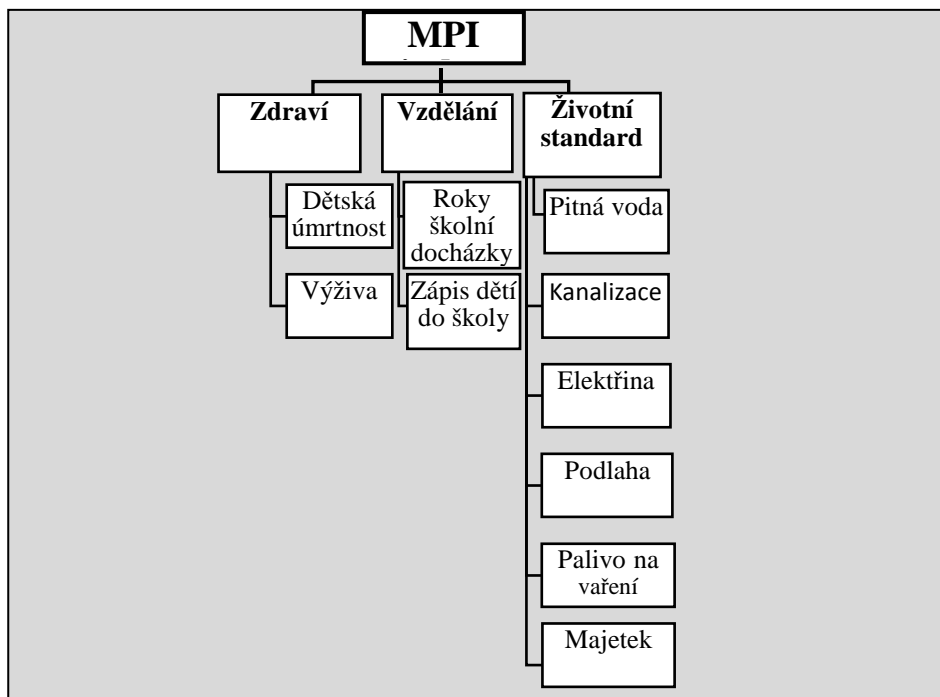 MPI
Zdraví
Dětská
úmrtnost
Výživa
Vzdělání
Roky
školní
docházky
Zápis dětí
do školy
Životní
standard
Pitná voda
Kanalizace
Elektřina
Podlaha
Palivo na
vaření
Majetek